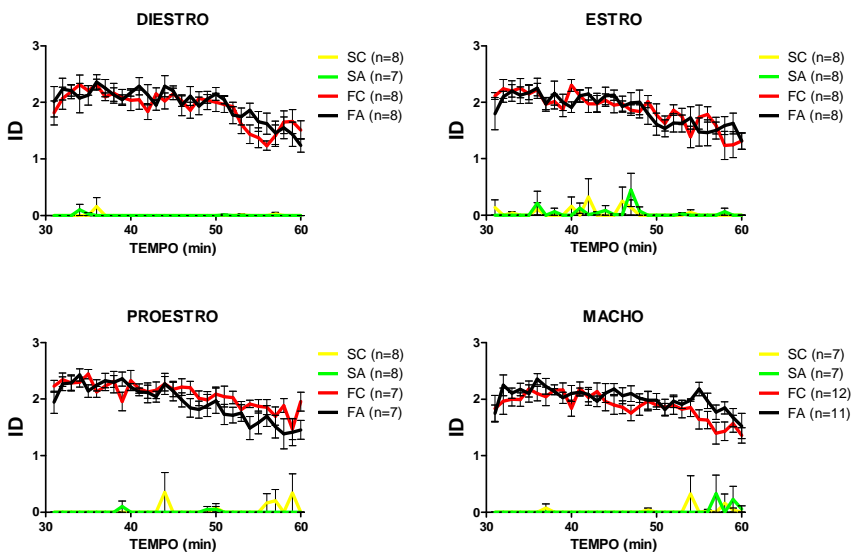 DIESTRO
3
2
1
0
30
40
50
60
ID
TEMPO (min)
SC (n=8)
SA (n=7)
FC (n=8)
FA (n=8)
ESTRO
3
2
1
0
30
40
50
60
ID
TEMPO (min)
SC (n=8)
SA (n=8)
FC (n=8)
FA (n=8)
PROESTRO
3
2
1
0
30
40
50
60
ID
TEMPO (min)
SC (n=8)
SA (n=8)
FC (n=7)
FA (n=7)
MACHO
3
2
1
0
30
40
50
60
ID
TEMPO (min)
SC (n=7)
SA (n=7)
FC (n=12)
FA (n=11)